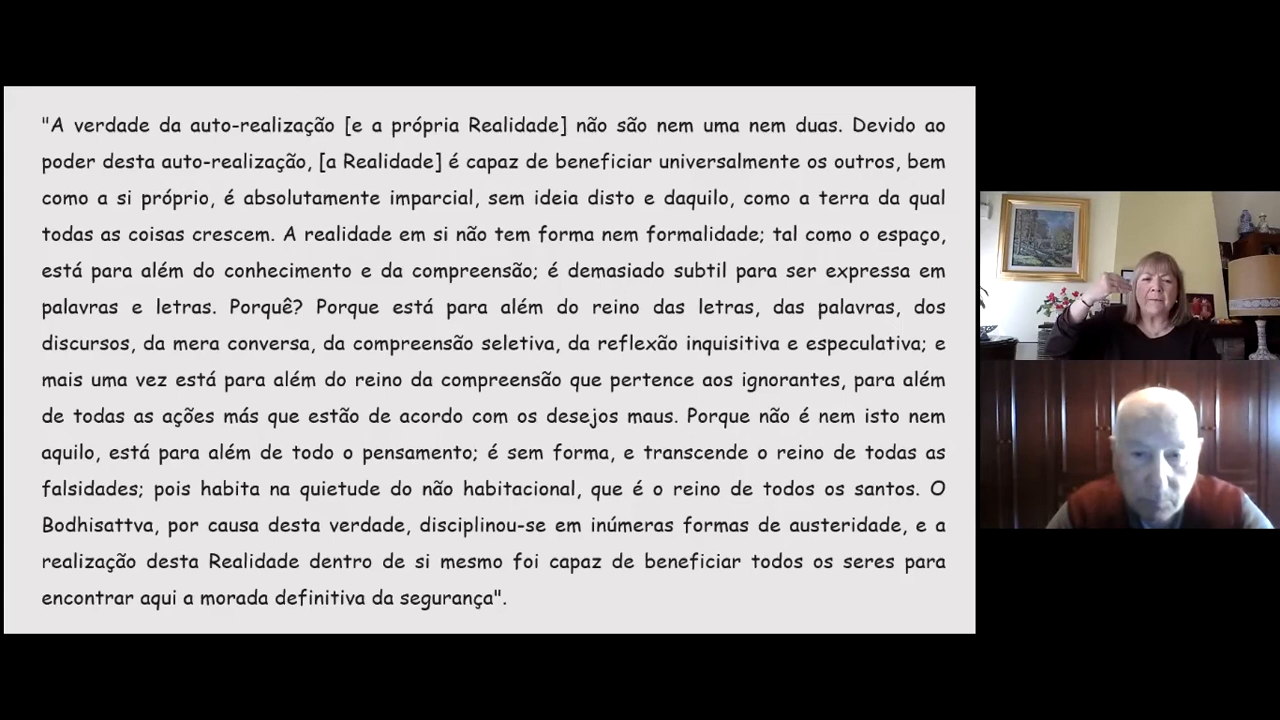 "A verdade da auto-realização [e a própria Realidade] não são nem uma nem duas. Devido ao
poder desta auto-realização, [a Realidade] é capaz de beneficiar universalmente os outros, bem
como a si próprio, é absolutamente imparcial, sem ideia disto e daquilo, como a terra da qual
todas as coisas crescem. A realidade em si não tem forma nem formalidade; tal como o espaço,
está para além do conhecimento e da compreensão; é demasiado subtil para ser expressa em
palavras e letras. Porquê? Porque está para além do reino das letras, das palavras, dos
discursos, da mera conversa, da compreensão seletiva, da reflexão inquisitiva e especulativa; e
mais uma vez está para além do reino da compreensão que pertence aos ignorantes, para além
de todas as ações más que estão de acordo com os desejos maus. Porque não é nem isto nem
aquilo, está para além de todo o pensamento; é sem forma, e transcende o reino de todas as
falsidades; pois habita na quietude do não habitacional, que é o reino de todos os santos. O
Bodhisattva, por causa desta verdade, disciplinou-se em inúmeras formas de austeridade, e a
realização desta Realidade dentro de si mesmo foi capaz de beneficiar todos os seres para
encontrar aqui a morada definitiva da segurança".